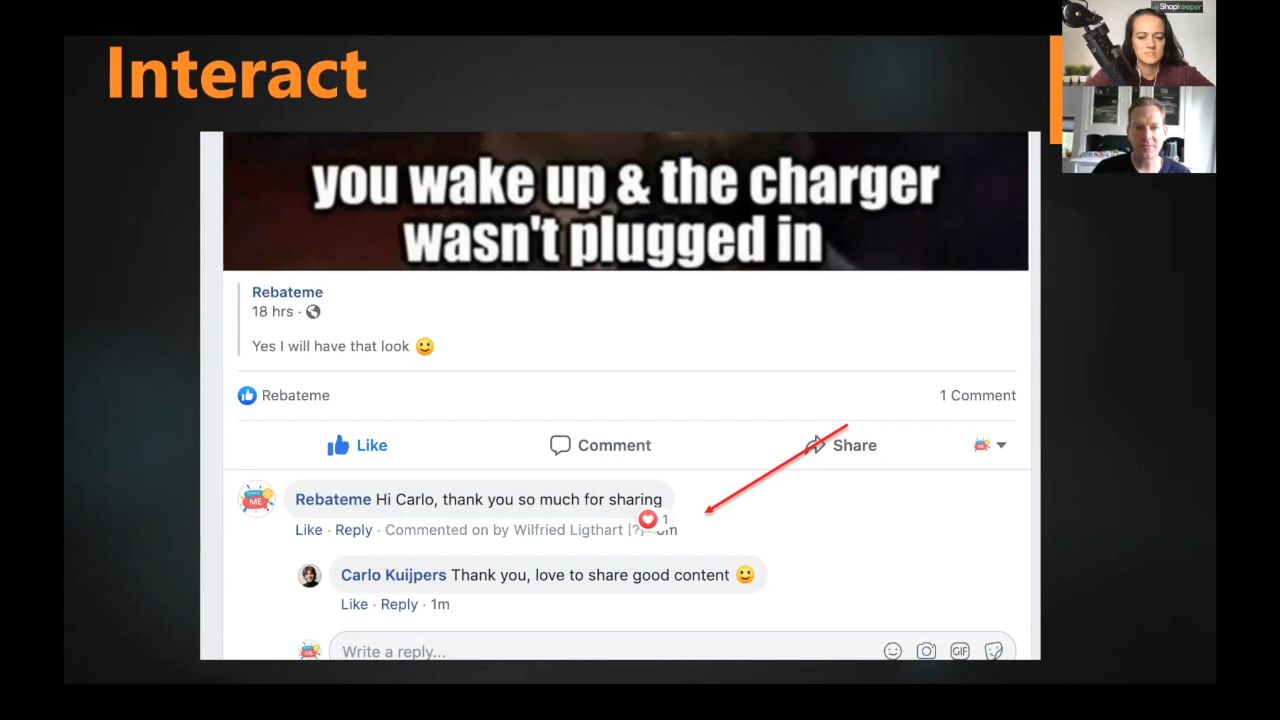 Interact
Shopkeeper
you wake up & the charger
wasn't plugged in
Rebateme
18 hrs ·
Yes I will have that look
Rebateme
1 Comment
Like
Comment
Share
ME
Rebateme Hi Carlo, thank you so much for sharing
1
Like · Reply · Commented on by Wilfried Ligthart [?]
Carlo Kuijpers Thank you, love to share good content
Like · Reply · 1m
Write a reply...
GIF